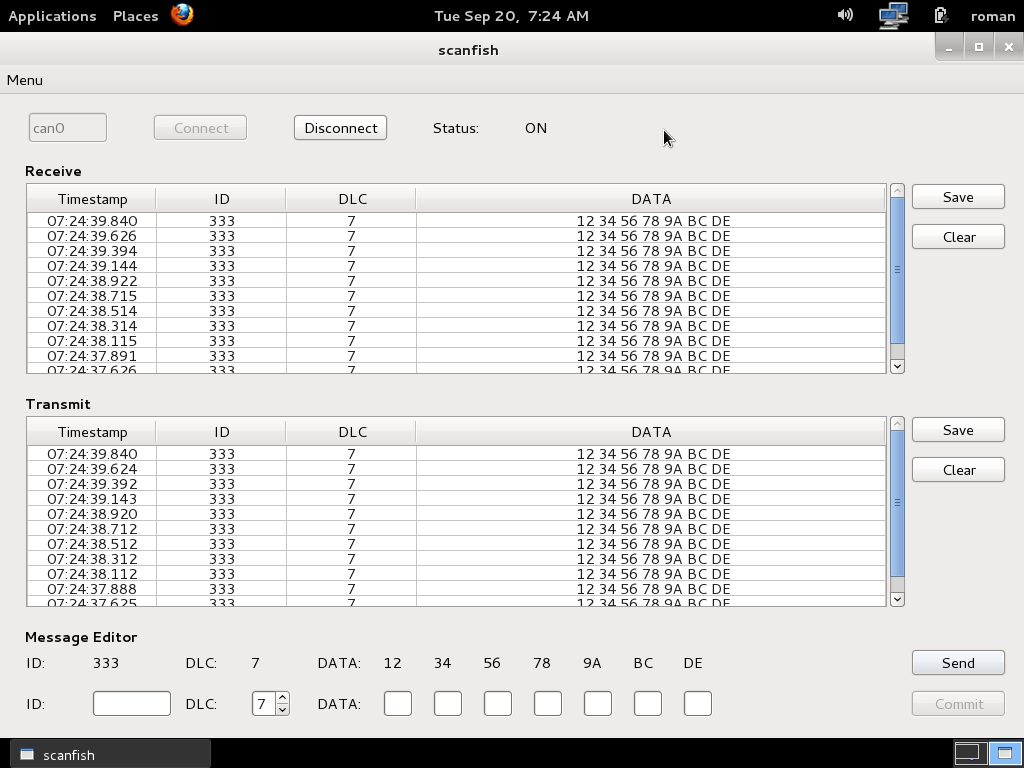 Applications Places Tue Sep 20, 7:24 AM roman
scanfish
Menu
can0 Connect Disconnect Status: ON
Receive
Timestamp ID DLC DATA
07:24:39.840 333 7 12 34 56 78 9A BC DE
07:24:39.626 333 7 12 34 56 78 9A BC DE
07:24:39.394 333 7 12 34 56 78 9A BC DE
07:24:39.144 333 7 12 34 56 78 9A BC DE
07:24:38.922 333 7 12 34 56 78 9A BC DE
07:24:38.715 333 7 12 34 56 78 9A BC DE
07:24:38.514 333 7 12 34 56 78 9A BC DE
07:24:38.314 333 7 12 34 56 78 9A BC DE
07:24:38.115 333 7 12 34 56 78 9A BC DE
07:24:37.891 333 7 12 34 56 78 9A BC DE
07:24:37.626 333 7 12 34 56 78 9A BC DE
Save
Clear
Transmit
Timestamp ID DLC DATA
07:24:39.840 333 7 12 34 56 78 9A BC DE
07:24:39.624 333 7 12 34 56 78 9A BC DE
07:24:39.392 333 7 12 34 56 78 9A BC DE
07:24:39.143 333 7 12 34 56 78 9A BC DE
07:24:38.920 333 7 12 34 56 78 9A BC DE
07:24:38.712 333 7 12 34 56 78 9A BC DE
07:24:38.512 333 7 12 34 56 78 9A BC DE
07:24:38.312 333 7 12 34 56 78 9A BC DE
07:24:38.112 333 7 12 34 56 78 9A BC DE
07:24:37.888 333 7 12 34 56 78 9A BC DE
07:24:37.625 333 7 12 34 56 78 9A BC DE
Save
Clear
Message Editor
ID: 333 DLC: 7 DATA: 12 34 56 78 9A BC DE Send
ID: DLC: 7 DATA: Commit
scanfish